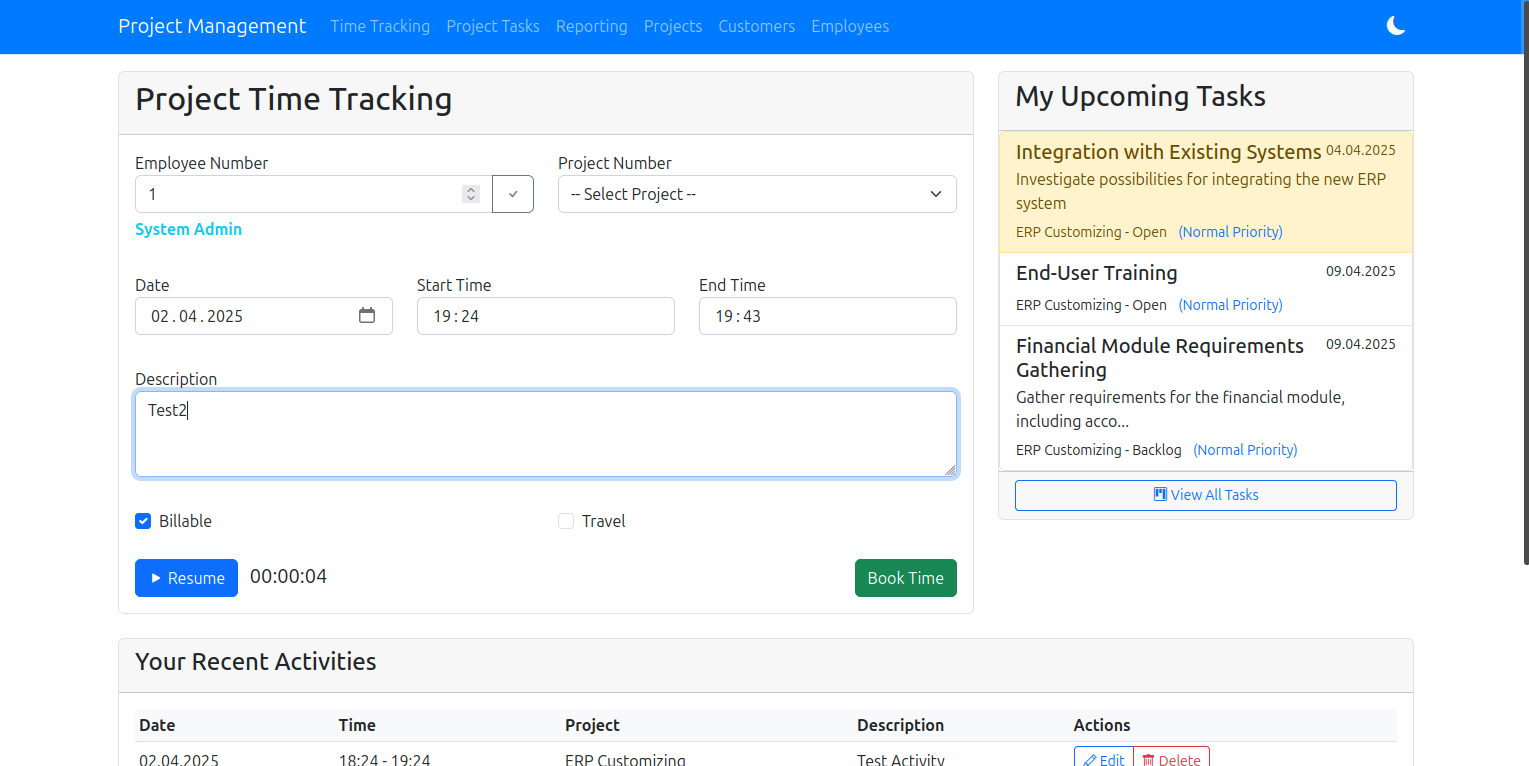 Project Management Time Tracking Project Tasks Reporting Projects Customers Employees
Project Time Tracking
Employee Number
1
System Admin
Project Number
-- Select Project --
Date
02.04.2025
Start Time
19:24
End Time
19:43
Description
Test2
Billable
Travel
Resume 00:00:04
Book Time
My Upcoming Tasks
Integration with Existing Systems 04.04.2025
Investigate possibilities for integrating the new ERP
system
ERP Customizing - Open (Normal Priority)
End-User Training 09.04.2025
ERP Customizing - Open (Normal Priority)
Financial Module Requirements 09.04.2025
Gathering
Gather requirements for the financial module,
including acco...
ERP Customizing - Backlog (Normal Priority)
View All Tasks
Your Recent Activities
Date Time Project Description Actions
02.04.2025 18:24 - 19:24 ERP Customizing Test Activity Edit Delete